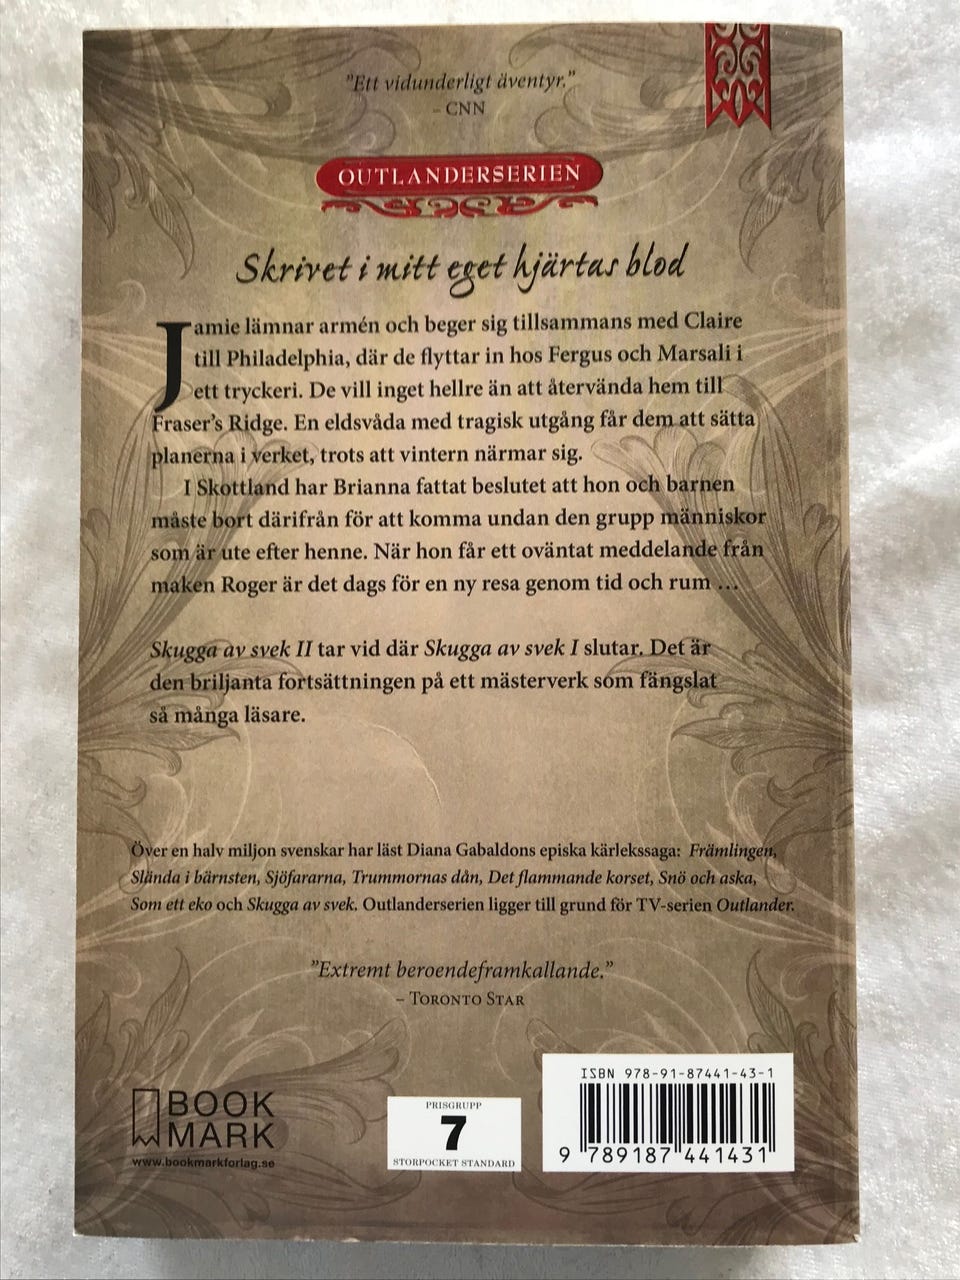 ”Ett vidunderligt äventyr.”
– CNN
OUTLANDERSERIEN
Skrivet i mitt eget hjärtas blod
Jamie lämnar armén och beger sig tillsammans med Claire
till Philadelphia, där de flyttar in hos Fergus och Marsali i
ett tryckeri. De vill inget hellre än att återvända hem till
Fraser’s Ridge. En eldsvåda med tragisk utgång får dem att sätta
planerna i verket, trots att vintern närmar sig.
I Skottland har Brianna fattat beslutet att hon och barnen
måste bort därifrån för att komma undan den grupp människor
som är ute efter henne. När hon får ett oväntat meddelande från
maken Roger är det dags för en ny resa genom tid och rum …
Skugga av svek II tar vid där Skugga av svek I slutar. Det är
den briljanta fortsättningen på ett mästerverk som fängslat
så många läsare.
Över en halv miljon svenskar har läst Diana Gabaldons episka kärlekssaga: Främlingen,
Slända i bärnsten, Sjöfararna, Trummornas dån, Det flammande korset, Snö och aska,
Som ett eko och Skugga av svek. Outlanderserien ligger till grund för TV-serien Outlander.
”Extremt beroendeframkallande.”
– Toronto Star
BOOK
MARK
www.bookmarkforlag.se
PRISGRUPP
7
STORPOCKET STANDARD
ISBN 978-91-87441-43-1
9 789187 441431